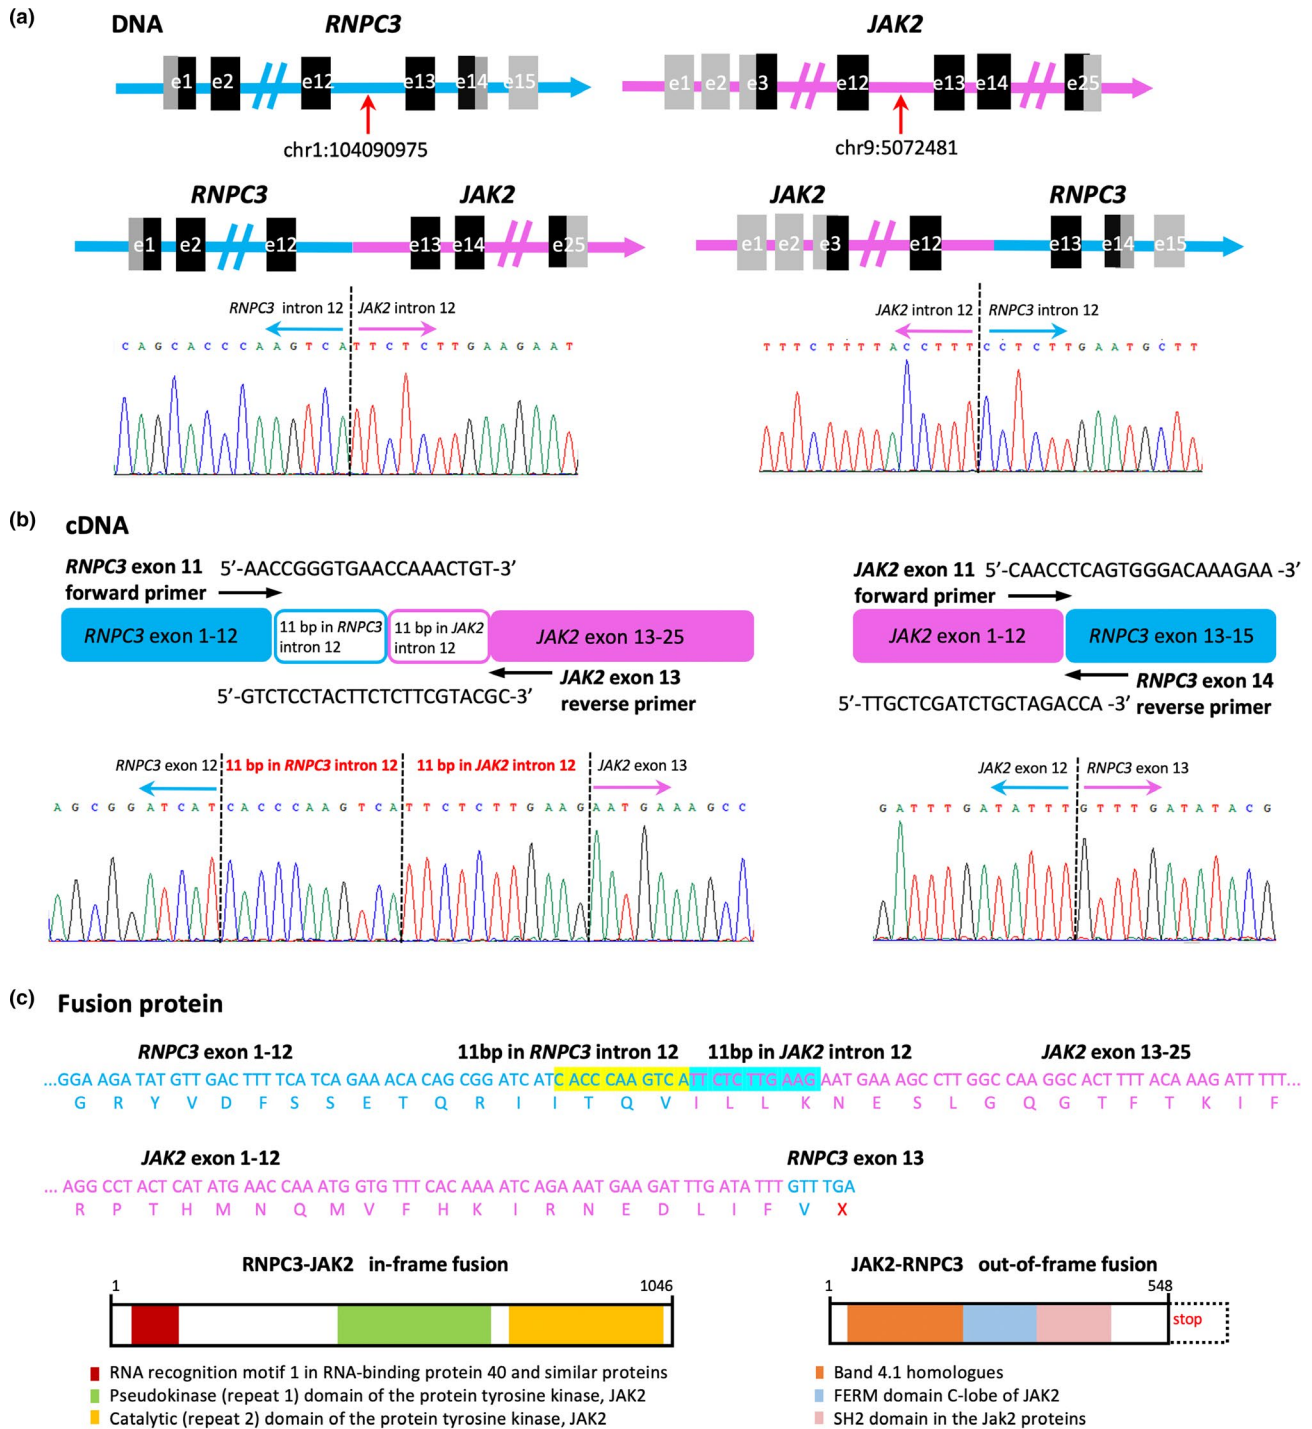 (a)
DNA
RNPC3
JAK2
e1 e2 e12 e13 e14 e15
e1 e2 e3 e12 e13 e14 e25
chr1:104090975
chr9:5072481
RNPC3 JAK2
JAK2 RNPC3
e1 e2 e12 e13 e14 e25
e1 e2 e3 e12 e13 e14 e15
RNPC3 intron 12 JAK2 intron 12
JAK2 intron 12 RNPC3 intron 12
C A G C A C C C A A G T C A T T C T C T T G A A G A A T
T T T C T T T T A C C T T T C C T C T T G A A T G C T T
(b)
cDNA
RNPC3 exon 11
forward primer
5’-AACCGGGTGAACCAAACTGT-3’
JAK2 exon 11
forward primer
5’-CAACCTCAGTGGGACAAAGAA -3’
RNPC3 exon 1-12
11 bp in RNPC3
intron 12
11 bp in JAK2
intron 12
JAK2 exon 13-25
JAK2 exon 1-12
RNPC3 exon 13-15
5’-GTCTCCTACTTCTCTTCGTACGC-3’
JAK2 exon 13
reverse primer
5’-TTGCTCGATCTGCTAGACCA -3’
RNPC3 exon 14
reverse primer
RNPC3 exon 12
11 bp in RNPC3 intron 12
11 bp in JAK2 intron 12
JAK2 exon 13
JAK2 exon 12
RNPC3 exon 13
A G C G G A T C A T C A C C C A A G T C A T T C T C T T G A A G A A T G A A A G C C
G A T T T G A T A T T T G T T T G A T A T A C G
(c)
Fusion protein
RNPC3 exon 1-12
11bp in RNPC3 intron 12
11bp in JAK2 intron 12
JAK2 exon 13-25
...GGA AGA TAT GTT GAC TTT TCA TCA GAA ACA CAG CGG ATC ATC ACC CAA GTC ATT CTC TTG AAG AAT GAA AGC CTT GGC CAA GGC ACT TTT ACA AAG ATT TTT...
G R Y V D F S S E T Q R I I T Q V I L L K N E S L G Q G T F T K I F
JAK2 exon 1-12
RNPC3 exon 13
... AGG CCT ACT CAT ATG AAC CAA ATG GTG TTT CAC AAA ATC AGA AAT GAA GAT TTG ATA TTT GTT TGA
R P T H M N Q M V F H K I R N E D L I F V X
RNPC3-JAK2 in-frame fusion
1 1046
RNA recognition motif 1 in RNA-binding protein 40 and similar proteins
Pseudokinase (repeat 1) domain of the protein tyrosine kinase, JAK2
Catalytic (repeat 2) domain of the protein tyrosine kinase, JAK2
JAK2-RNPC3 out-of-frame fusion
1 548
stop
Band 4.1 homologues
FERM domain C-lobe of JAK2
SH2 domain in the Jak2 proteins